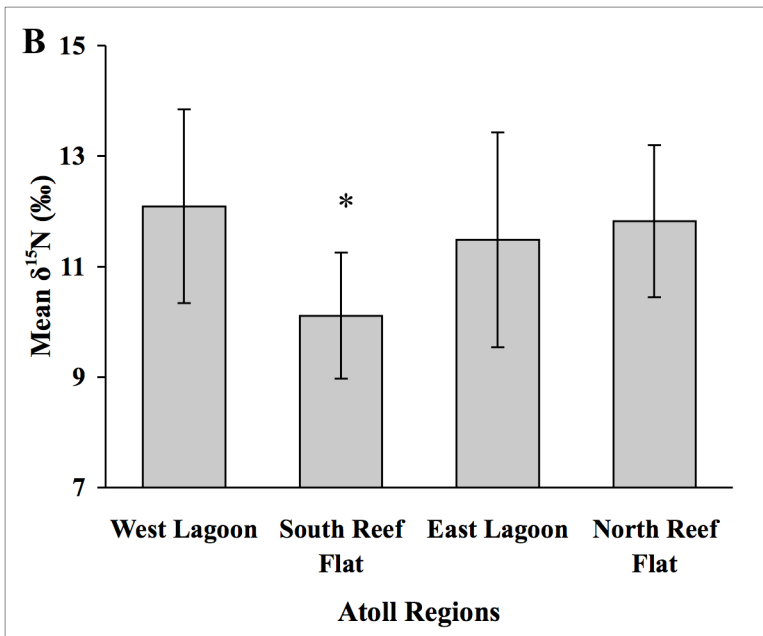 B
15
13
11
9
7
Mean δ¹⁵N (‰)
*
West Lagoon
South Reef
Flat
East Lagoon
North Reef
Flat
Atoll Regions